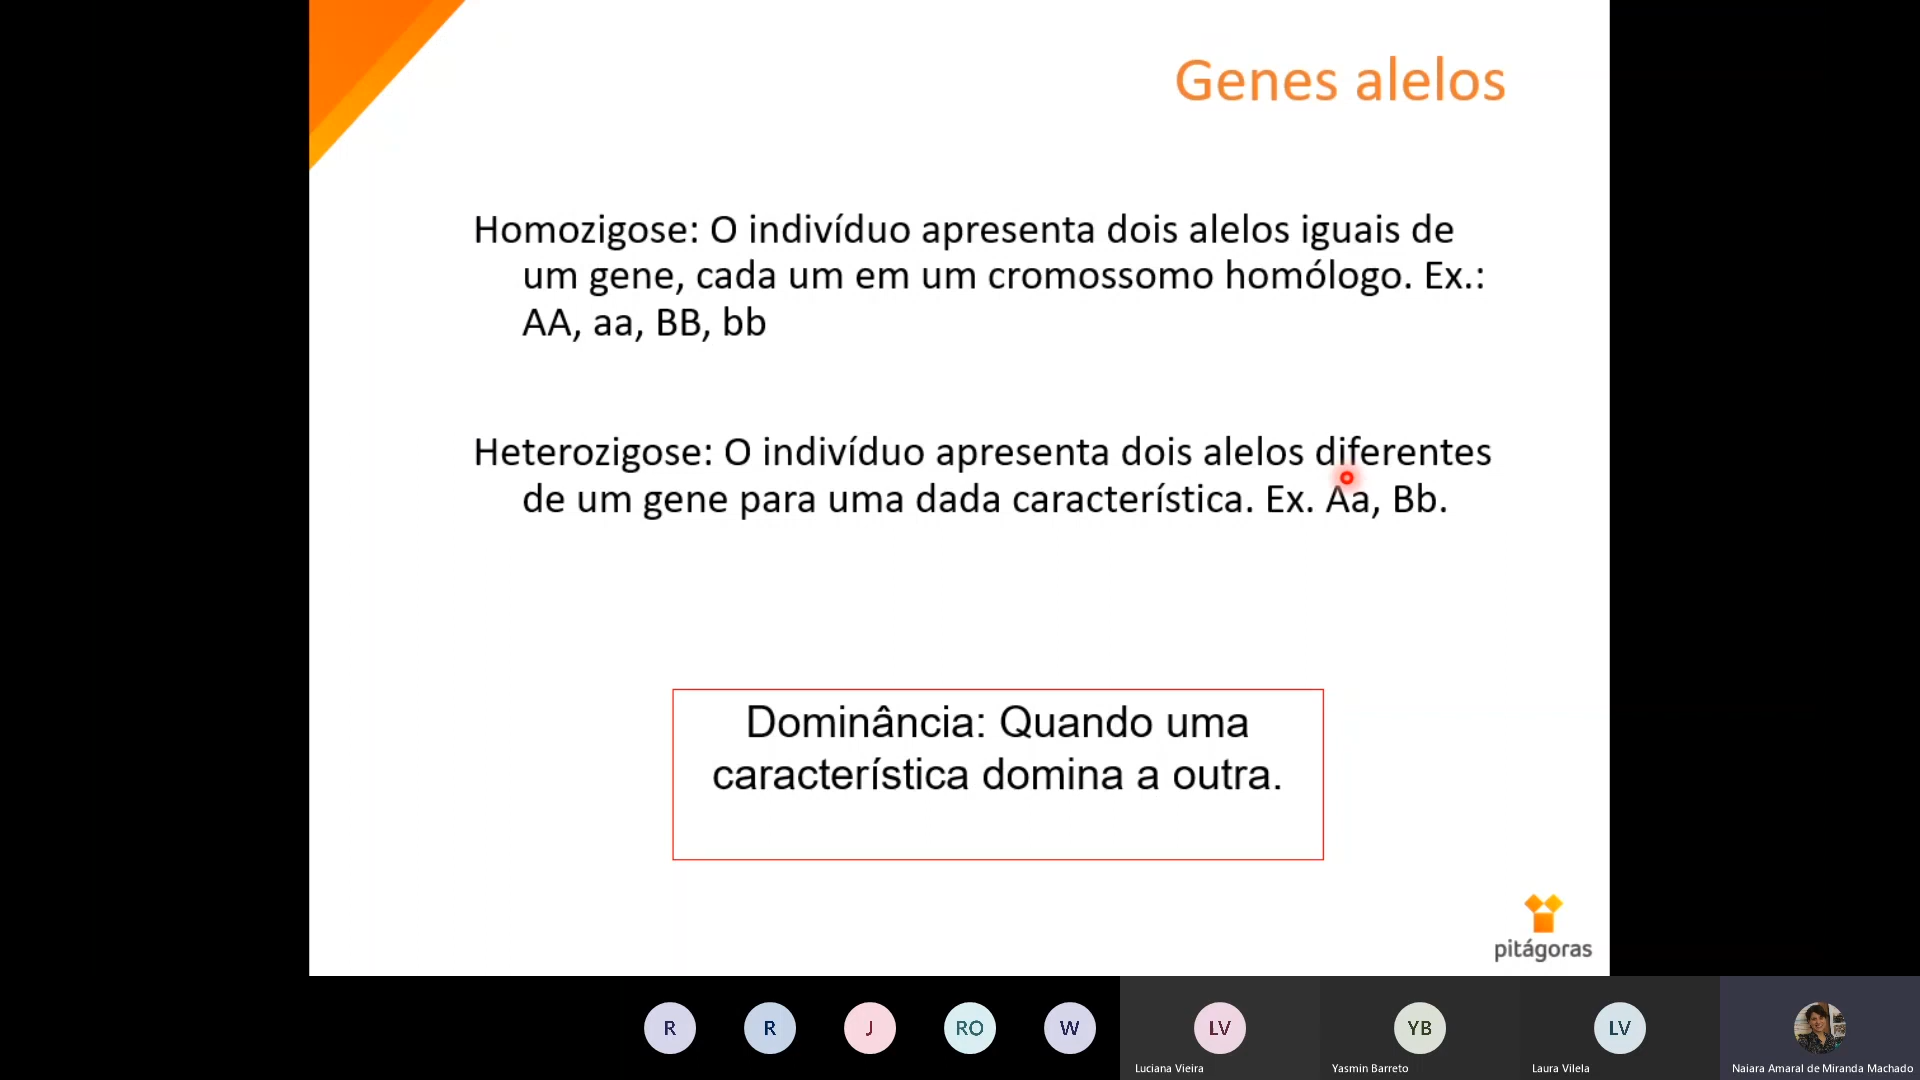 Genes alelos
Homozigose: O indivíduo apresenta dois alelos iguais de
um gene, cada um em um cromossomo homólogo. Ex.:
AA, aa, BB, bb
Heterozigose: O indivíduo apresenta dois alelos diferentes
de um gene para uma dada característica. Ex. Aa, Bb.
Dominância: Quando uma
característica domina a outra.
pitágoras
R R J RO W LV YB LV
Luciana Vieira Yasmin Barreto Laura Vilela Naiara Amaral de Miranda Machado